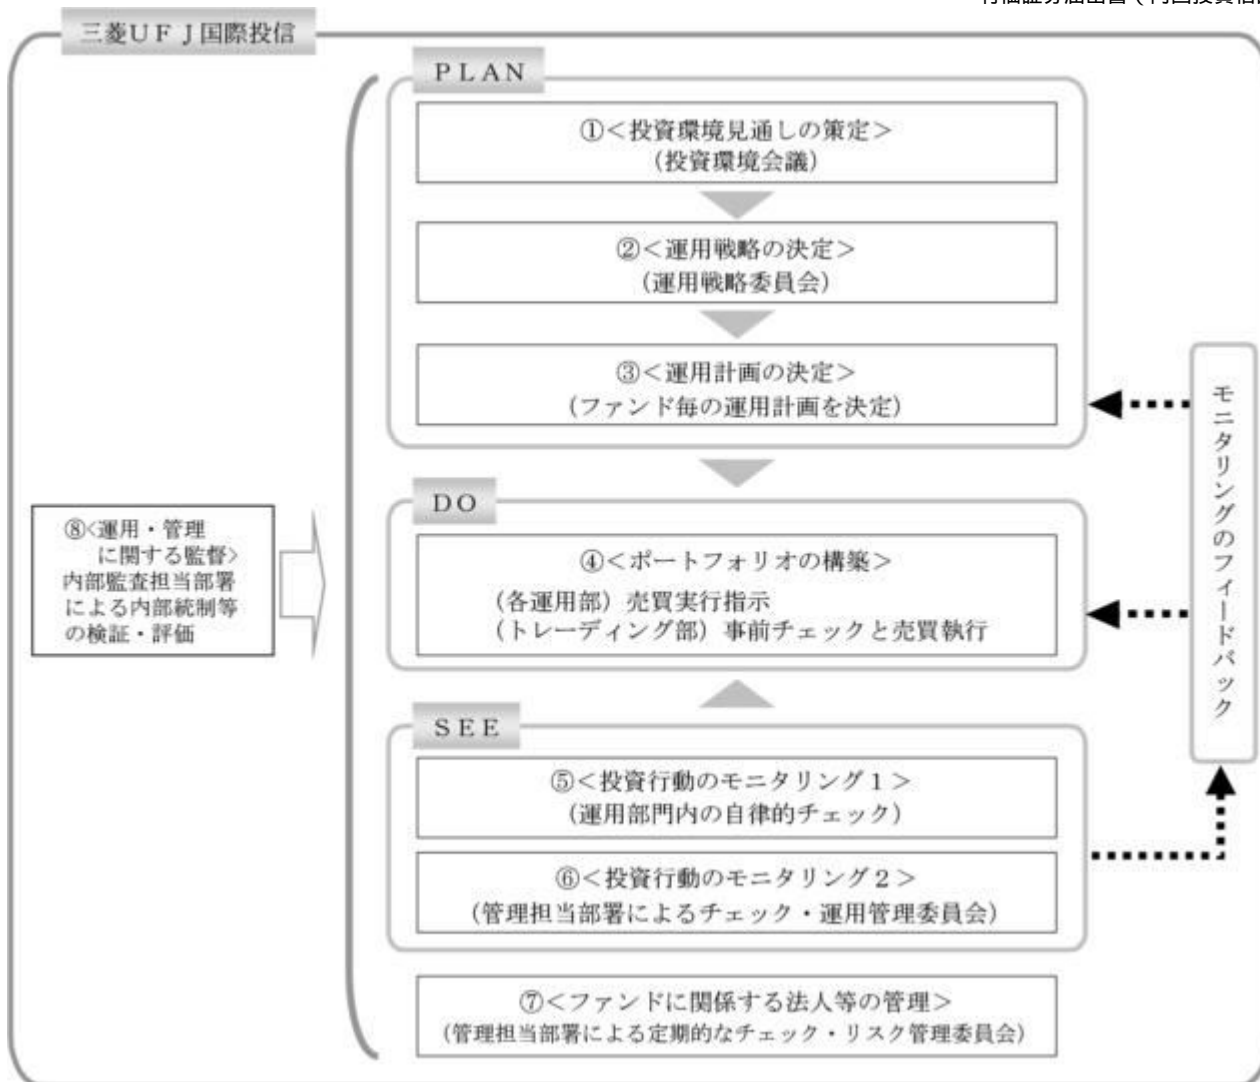 三菱ＵＦＪ国際投信
ＰＬＡＮ
①＜投資環境見通しの策定＞
（投資環境会議）
②＜運用戦略の決定＞
（運用戦略委員会）
③＜運用計画の決定＞
（ファンド毎の運用計画を決定）
ＤＯ
④＜ポートフォリオの構築＞
（各運用部）売買実行指示
（トレーディング部）事前チェックと売買執行
ＳＥＥ
⑤＜投資行動のモニタリング１＞
（運用部門内の自律的チェック）
⑥＜投資行動のモニタリング２＞
（管理担当部署によるチェック・運用管理委員会）
⑦＜ファンドに関係する法人等の管理＞
（管理担当部署による定期的なチェック・リスク管理委員会）
⑧＜運用・管理
に関する監督＞
内部監査担当部署
による内部統制等
の検証・評価
モニタリングのフィードバック